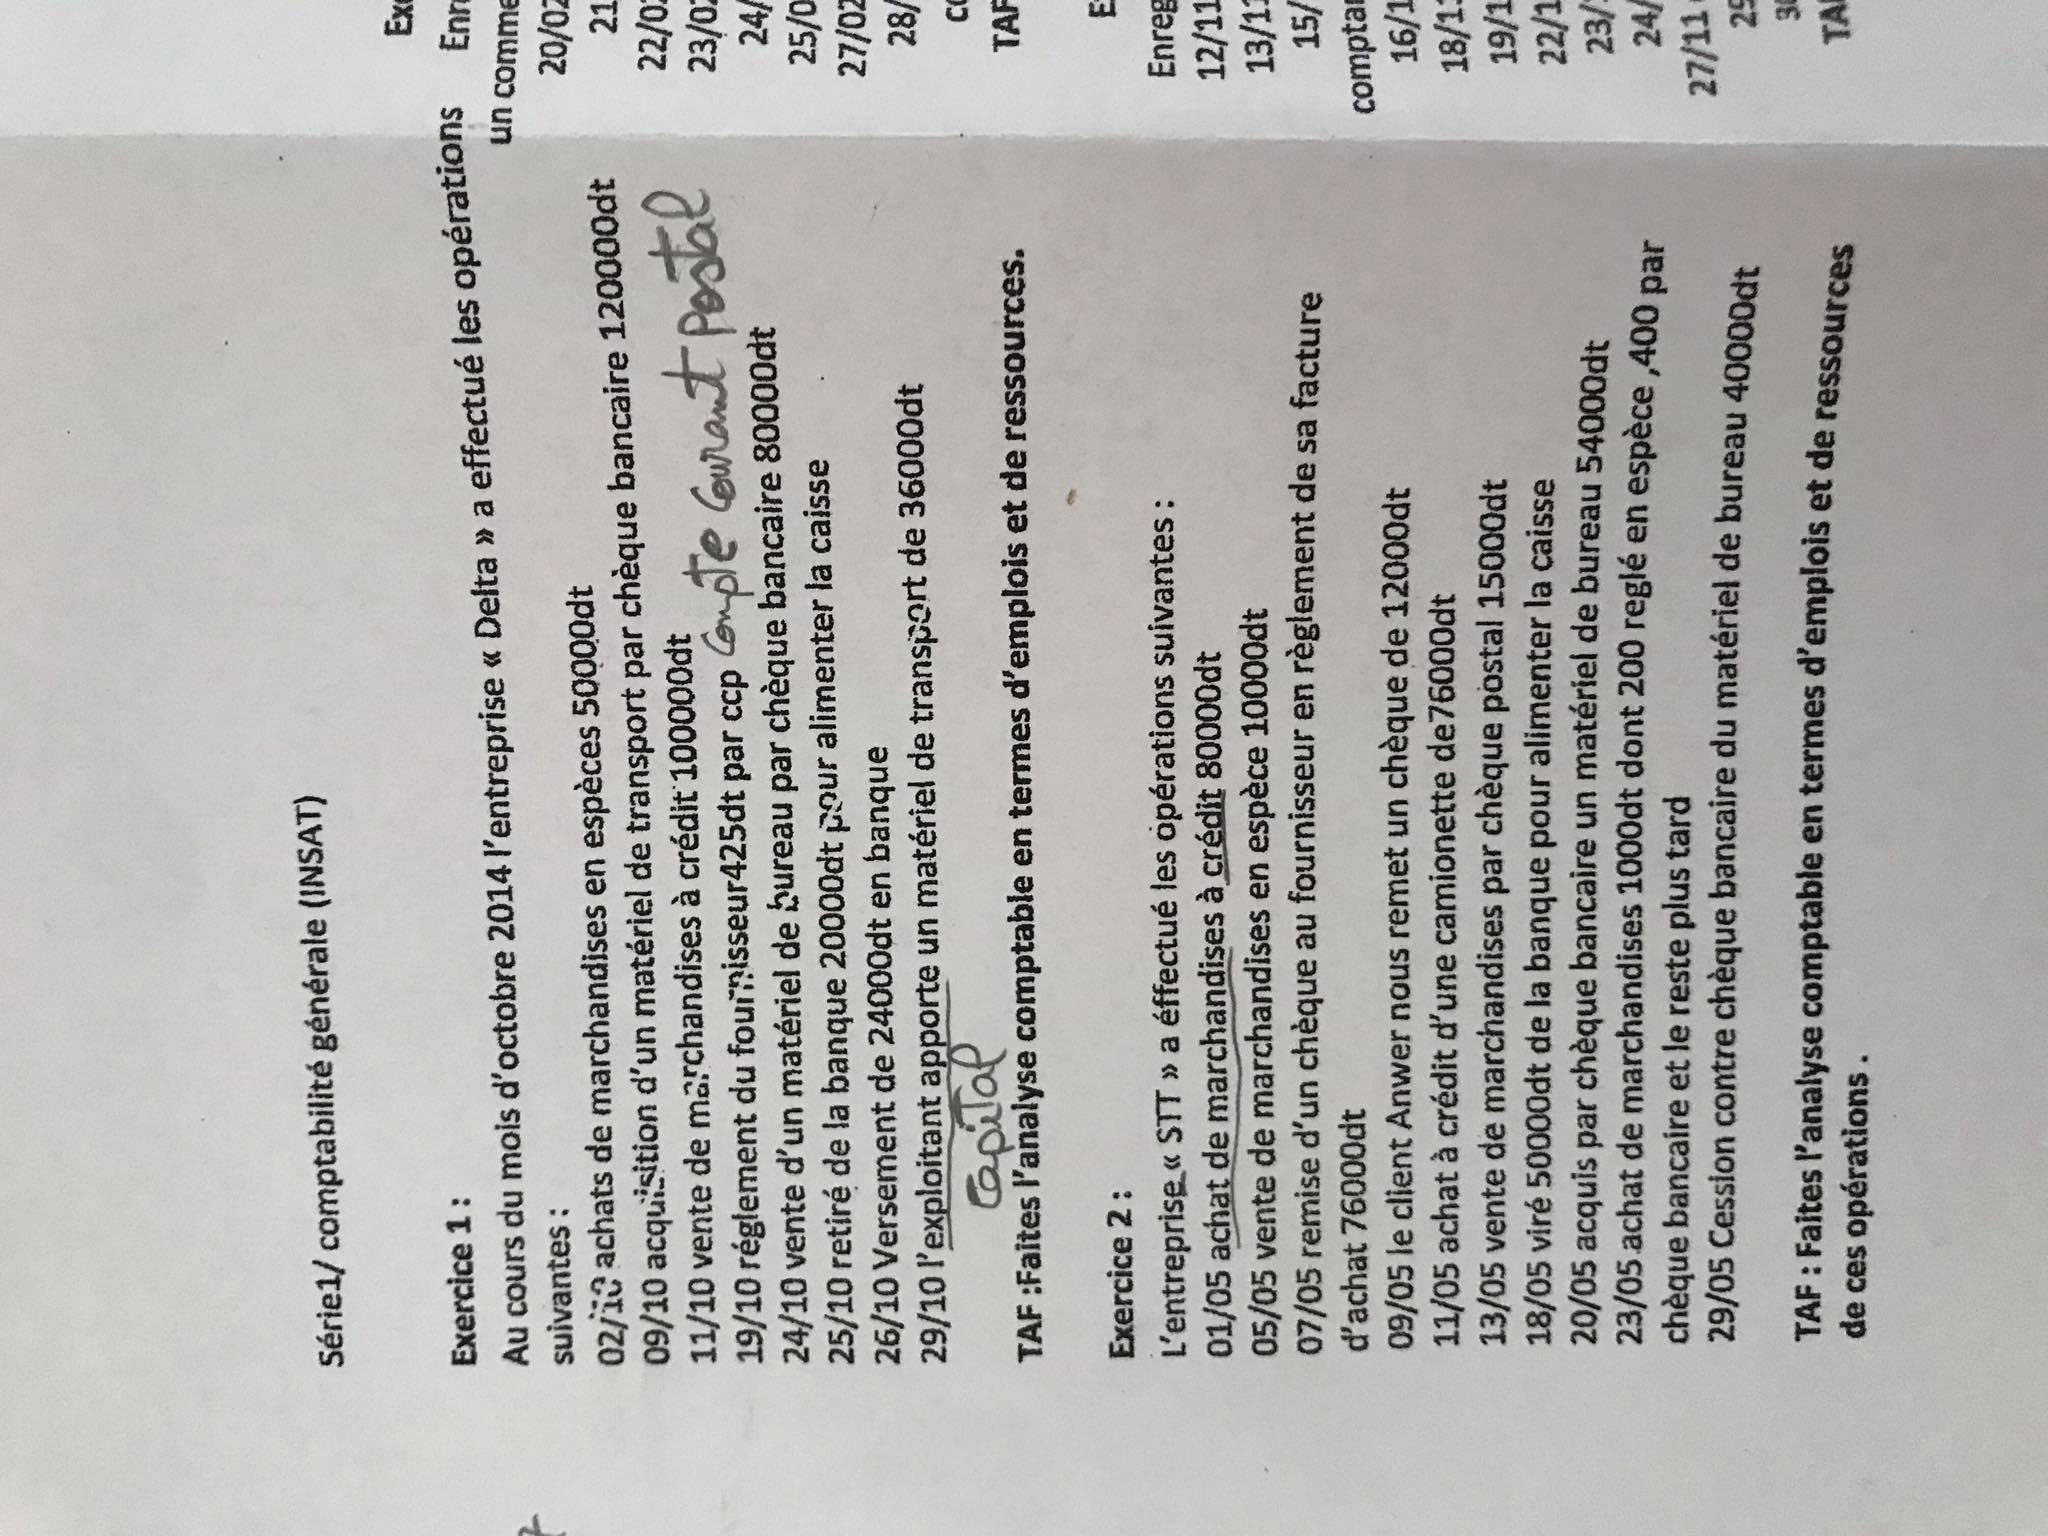 Série1/ comptabilité générale (INSAT)
Exercice 1 :
Au cours du mois d'octobre 2014 l'entreprise « Delta » a effectué les opérations
suivantes :
02/10 achats de marchandises en espèces 50000dt
09/10 acquisition d'un matériel de transport par chèque bancaire 120000dt
11/10 vente de marchandises à crédit 100000dt
19/10 réglement du fournisseur425dt par ccp Compte Courant Postal
24/10 vente d'un matériel de bureau par chèque bancaire 80000dt
25/10 retiré de la banque 20000dt pour alimenter la caisse
26/10 Versement de 24000dt en banque
29/10 l'exploitant apporte un matériel de transport de 36000dt
Capital
TAF :Faites l'analyse comptable en termes d'emplois et de ressources.
Exercice 2 :
L'entreprise « STT » a éffectué les opérations suivantes :
01/05 achat de marchandises à crédit 80000dt
05/05 vente de marchandises en espèce 10000dt
07/05 remise d'un chèque au fournisseur en règlement de sa facture
d'achat 76000dt
09/05 le client Anwer nous remet un chèque de 12000dt
11/05 achat à crédit d'une camionette de76000dt
13/05 vente de marchandises par chèque postal 15000dt
18/05 viré 50000dt de la banque pour alimenter la caisse
20/05 acquis par chèque bancaire un matériel de bureau 54000dt
23/05 achat de marchandises 1000dt dont 200 reglé en espèce ,400 par
chèque bancaire et le reste plus tard
29/05 Cession contre chèque bancaire du matériel de bureau 40000dt
TAF : Faites l'analyse comptable en termes d'emplois et de ressources
de ces opérations .
Exe
Enre
un comme
20/02
21
22/02
23/02
24/
25/0
27/02
28/
co
TAF
E
Enreg
12/11
13/11
15/
comptan
16/1
18/11
19/1
22/1
23/
24/
27/11
29
30
TAF